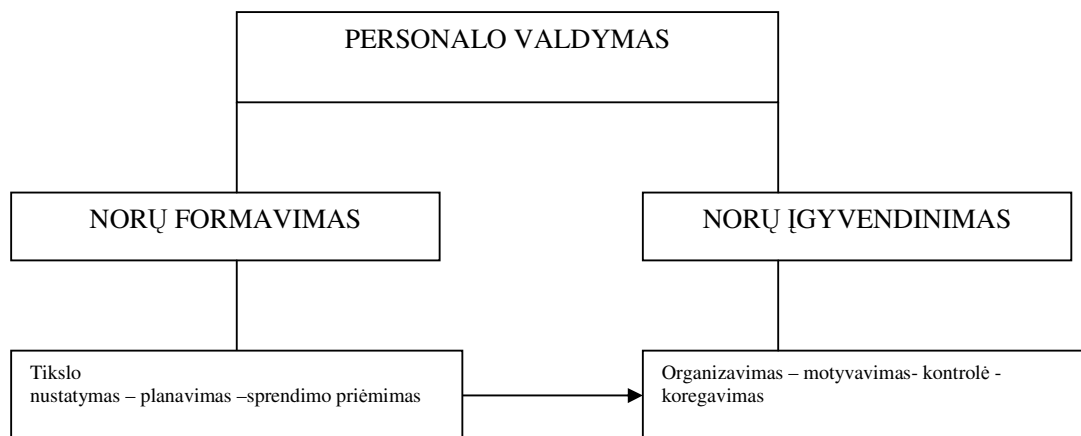 PERSONALO VALDYMAS
NORŲ FORMAVIMAS
NORŲ ĮGYVENDINIMAS
Tikslo
nustatymas – planavimas –sprendimo priėmimas
Organizavimas – motyvavimas- kontrolė -
koregavimas